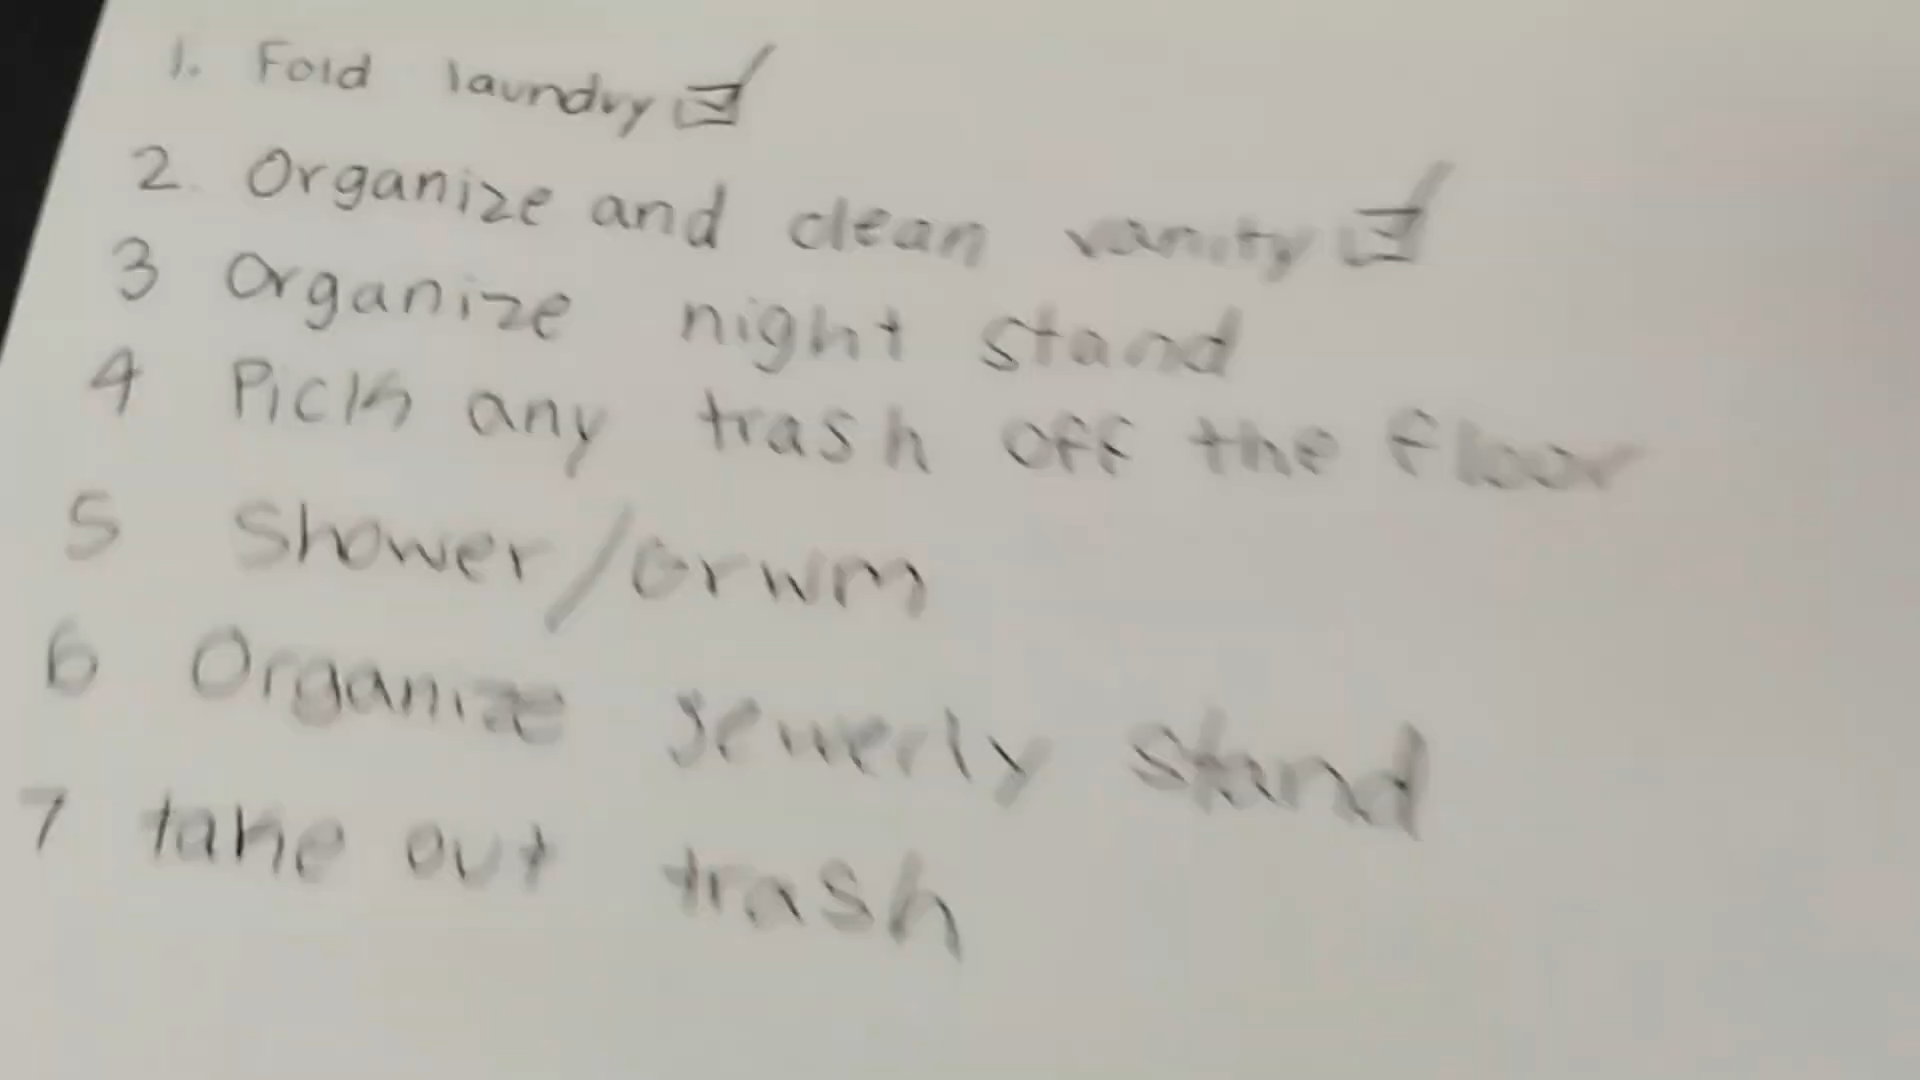 1. Fold laundry ☑
2. Organize and clean vanity ☑
3 Organize night stand
4 Pick any trash off the floor
5 Shower/Grwm
6 Organize jewerly stand
7 take out trash